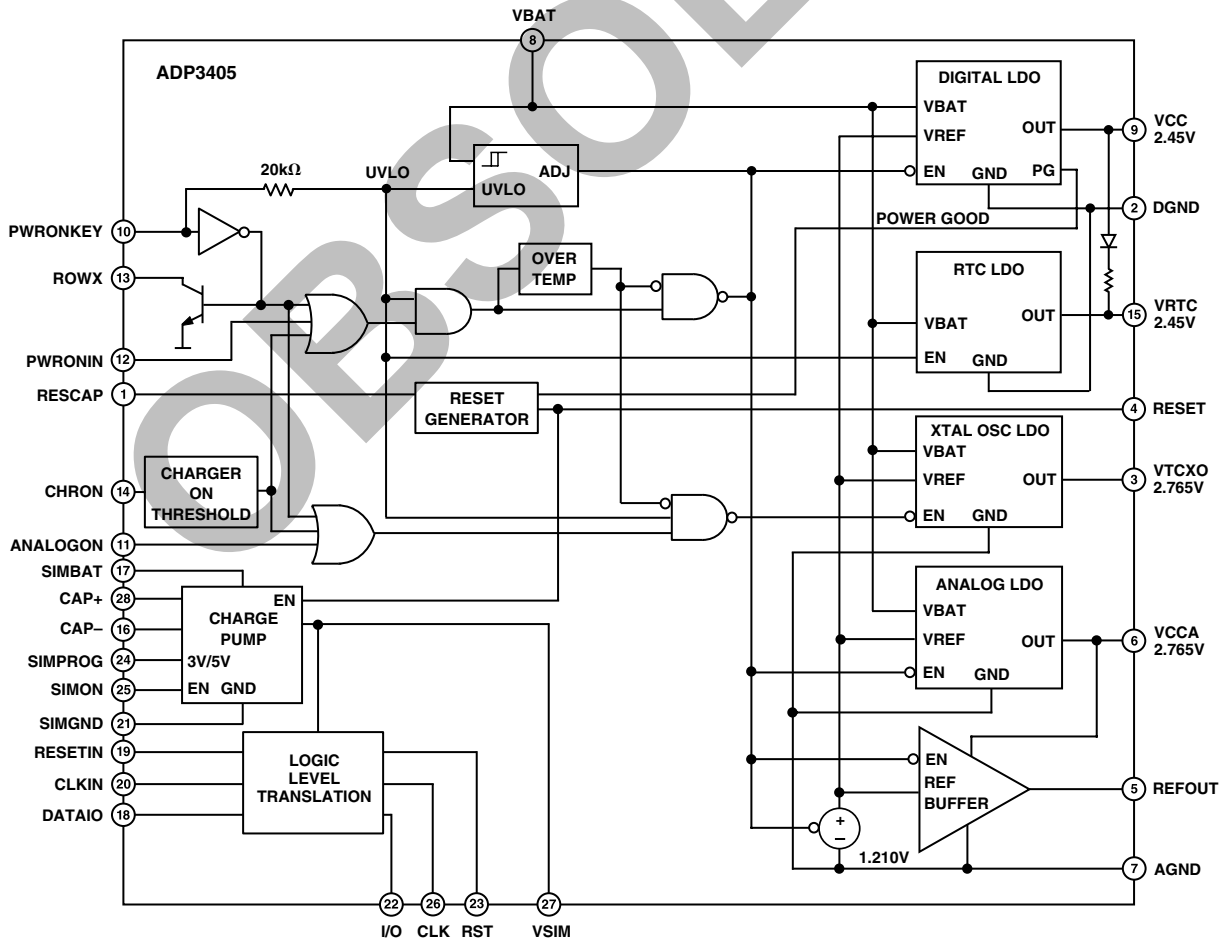 VBAT
8
ADP3405
DIGITAL LDO
VBAT
VREF
OUT
EN
GND
PG
9
VCC
2.45V
20kΩ
UVLO
UVLO
ADJ
PWRONKEY
10
2
DGND
POWER GOOD
ROWX
13
OVER
TEMP
RTC LDO
VBAT
OUT
EN
GND
15
VRTC
2.45V
PWRONIN
12
RESCAP
1
RESET
GENERATOR
4
RESET
XTAL OSC LDO
VBAT
VREF
OUT
EN
GND
3
VTCXO
2.765V
CHRON
14
CHARGER
ON
THRESHOLD
ANALOGON
11
SIMBAT
17
CAP+
28
CAP–
16
SIMPROG
24
SIMON
25
SIMGND
21
EN
CHARGE
PUMP
3V/5V
EN
GND
ANALOG LDO
VBAT
VREF
OUT
EN
GND
6
VCCA
2.765V
RESETIN
19
CLKIN
20
DATAIO
18
LOGIC
LEVEL
TRANSLATION
EN
REF
BUFFER
5
REFOUT
+
–
1.210V
7
AGND
22
26
23
27
I/O
CLK
RST
VSIM
OBSOL